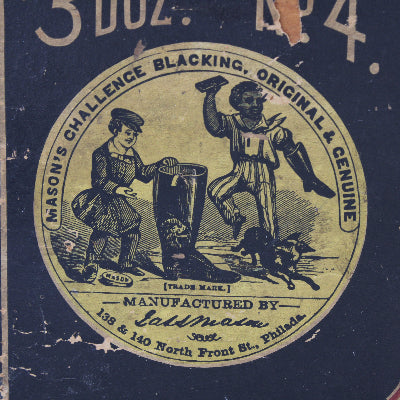 3 DOZ. No. 4.
MASON'S CHALLENGE BLACKING, ORIGINAL & GENUINE
MASON
[TRADE MARK.]
MANUFACTURED BY
Jas S Mason
138 & 140 North Front St., Philada.